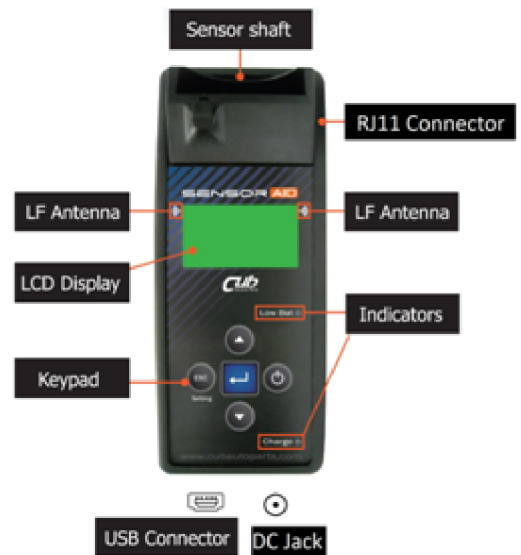 Sensor shaft
RJ11 Connector
SENSOR AID
LF Antenna
LF Antenna
LCD Display
Cub
Low Bat
Indicators
Keypad
ESC
Setting
Charge
www.cubautoparts.com
USB Connector
DC Jack